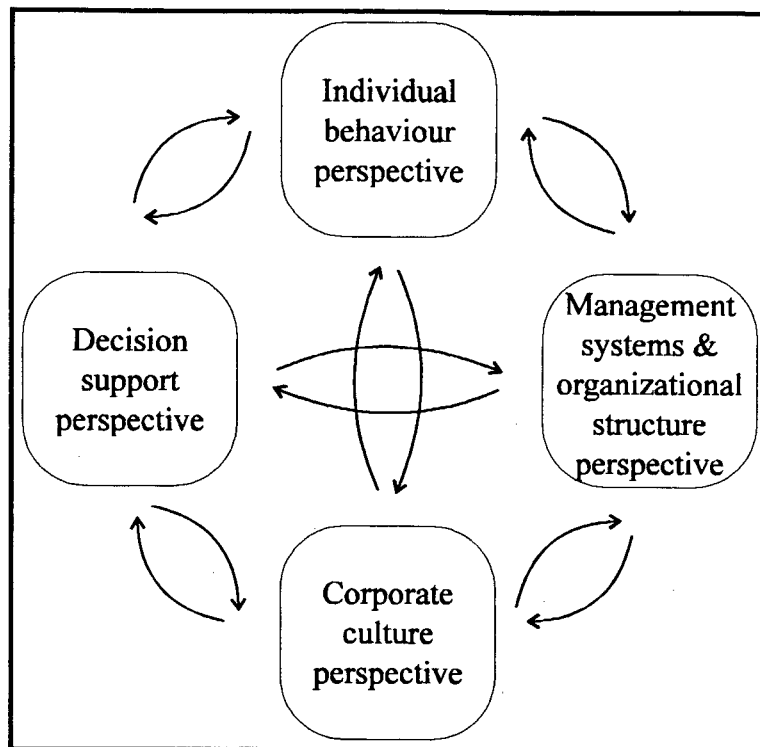 Individual
behaviour
perspective
Decision
support
perspective
Management
systems &
organizational
structure
perspective
Corporate
culture
perspective